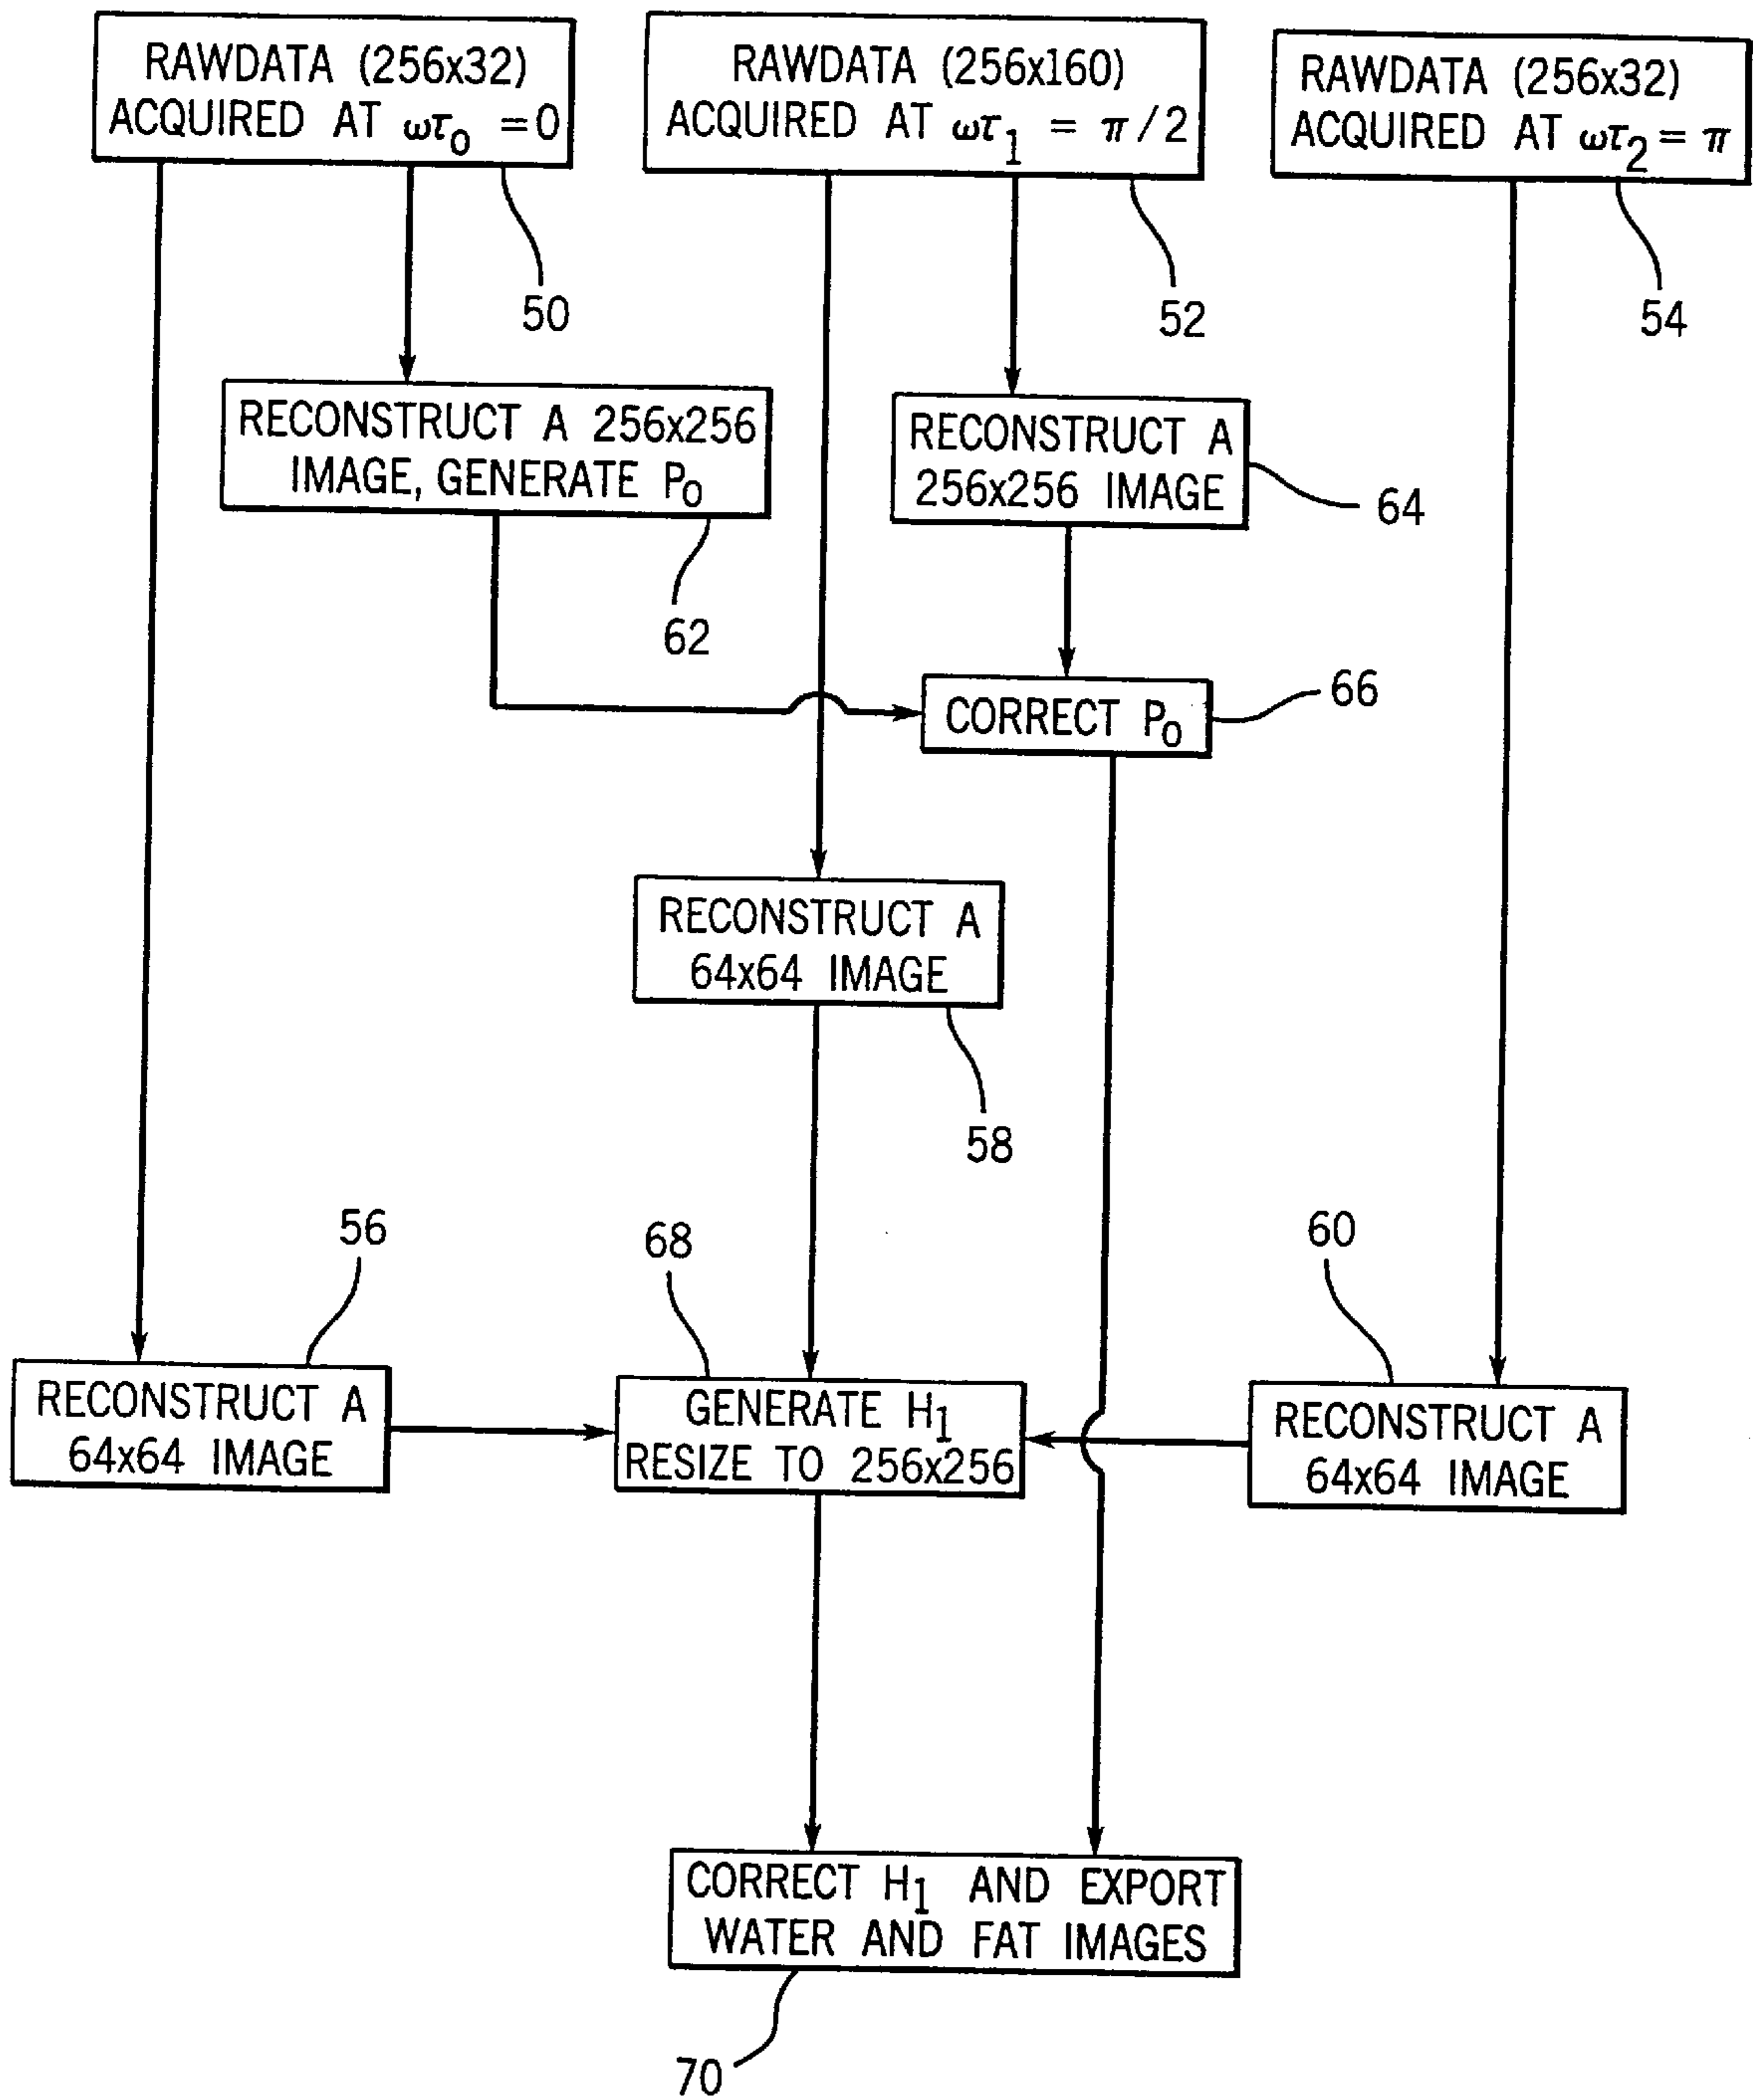 RAWDATA (256x32)
ACQUIRED AT ωτ₀ = 0
RAWDATA (256x160)
ACQUIRED AT ωτ₁ = π/2
RAWDATA (256x32)
ACQUIRED AT ωτ₂ = π
50
52
54
RECONSTRUCT A 256x256
IMAGE, GENERATE P₀
RECONSTRUCT A
256x256 IMAGE
64
62
66
CORRECT P₀
RECONSTRUCT A
64x64 IMAGE
58
56
68
60
RECONSTRUCT A
64x64 IMAGE
GENERATE H₁
RESIZE TO 256x256
RECONSTRUCT A
64x64 IMAGE
CORRECT H₁ AND EXPORT
WATER AND FAT IMAGES
70